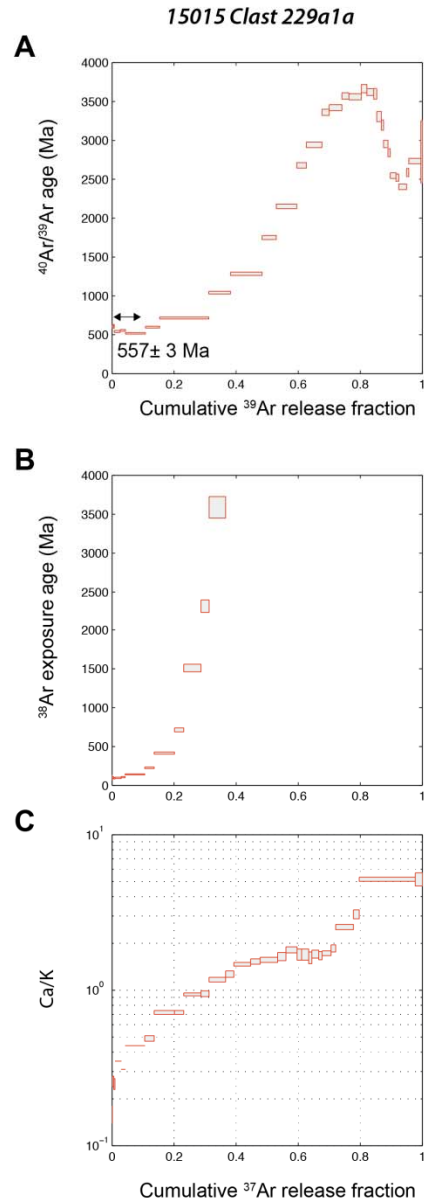 15015 Clast 229a1a
A
⁴⁰Ar/³⁹Ar age (Ma)
4000
3500
3000
2500
2000
1500
1000
500
0
557± 3 Ma
0 0.2 0.4 0.6 0.8 1
Cumulative ³⁹Ar release fraction
B
³⁸Ar exposure age (Ma)
4000
3500
3000
2500
2000
1500
1000
500
0
0 0.2 0.4 0.6 0.8 1
C
Ca/K
10¹
10⁰
10⁻¹
0 0.2 0.4 0.6 0.8 1
Cumulative ³⁷Ar release fraction